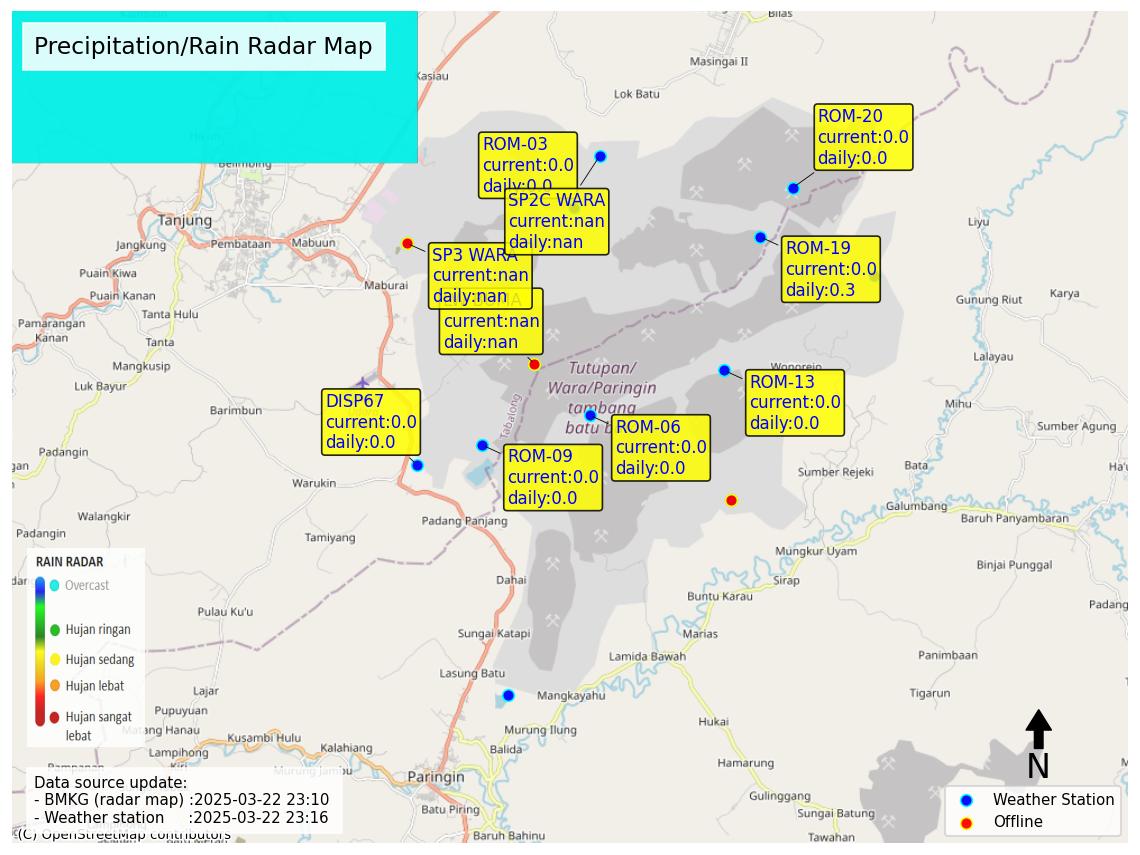 Precipitation/Rain Radar Map
Bilas
Masingai II
Kasiau
Lok Batu
Belimbing
ROM-20
current:0.0
daily:0.0
ROM-03
current:0.0
daily:0.0
SP2C WARA
current:nan
daily:nan
Tanjung
Jangkung
Pembataan
Mabuun
Liyu
ROM-19
current:0.0
daily:0.3
SP3 WARA
current:nan
daily:nan
current:nan
daily:nan
Puain Kiwa
Maburai
Puain Kanan
Tanta Hulu
Gunung Riut
Karya
Pamarangan
Kanan
Tanta
Lalayau
Mangkusip
Luk Bayur
Wonorejo
Tutupan/
Wara/Paringin
tambang
batu b
ROM-13
current:0.0
daily:0.0
DISP67
current:0.0
daily:0.0
Barimbun
Tabalong
Mihu
Sumber Agung
ROM-06
current:0.0
daily:0.0
ROM-09
current:0.0
daily:0.0
Bata
Sumber Rejeki
Warukin
Galumbang
Walangkir
Padang Panjang
Baruh Panyambaran
Padangin
Tamiyang
Mungkur Uyam
Binjai Punggal
RAIN RADAR
Overcast
Hujan ringan
Hujan sedang
Hujan lebat
Hujan sangat
lebat
Dahai
Sirap
Buntu Karau
Padang
Pulau Ku'u
Sungai Katapi
Marias
Lamida Bawah
Panimbaan
Lasung Batu
Lajar
Mangkayahu
Tigarun
Pupuyuan
Matang Hanau
Hukai
Murung Ilung
Kusambi Hulu
Lampihong
Kalahiang
Balida
Hamarung
N
Murung Jambu
Paringin
Gulinggang
Batu Piring
Sungai Batung
Baruh Bahinu
Tawahan
Data source update:
- BMKG (radar map) :2025-03-22 23:10
- Weather station :2025-03-22 23:16
(C) OpenStreetMap contributors
Weather Station
Offline